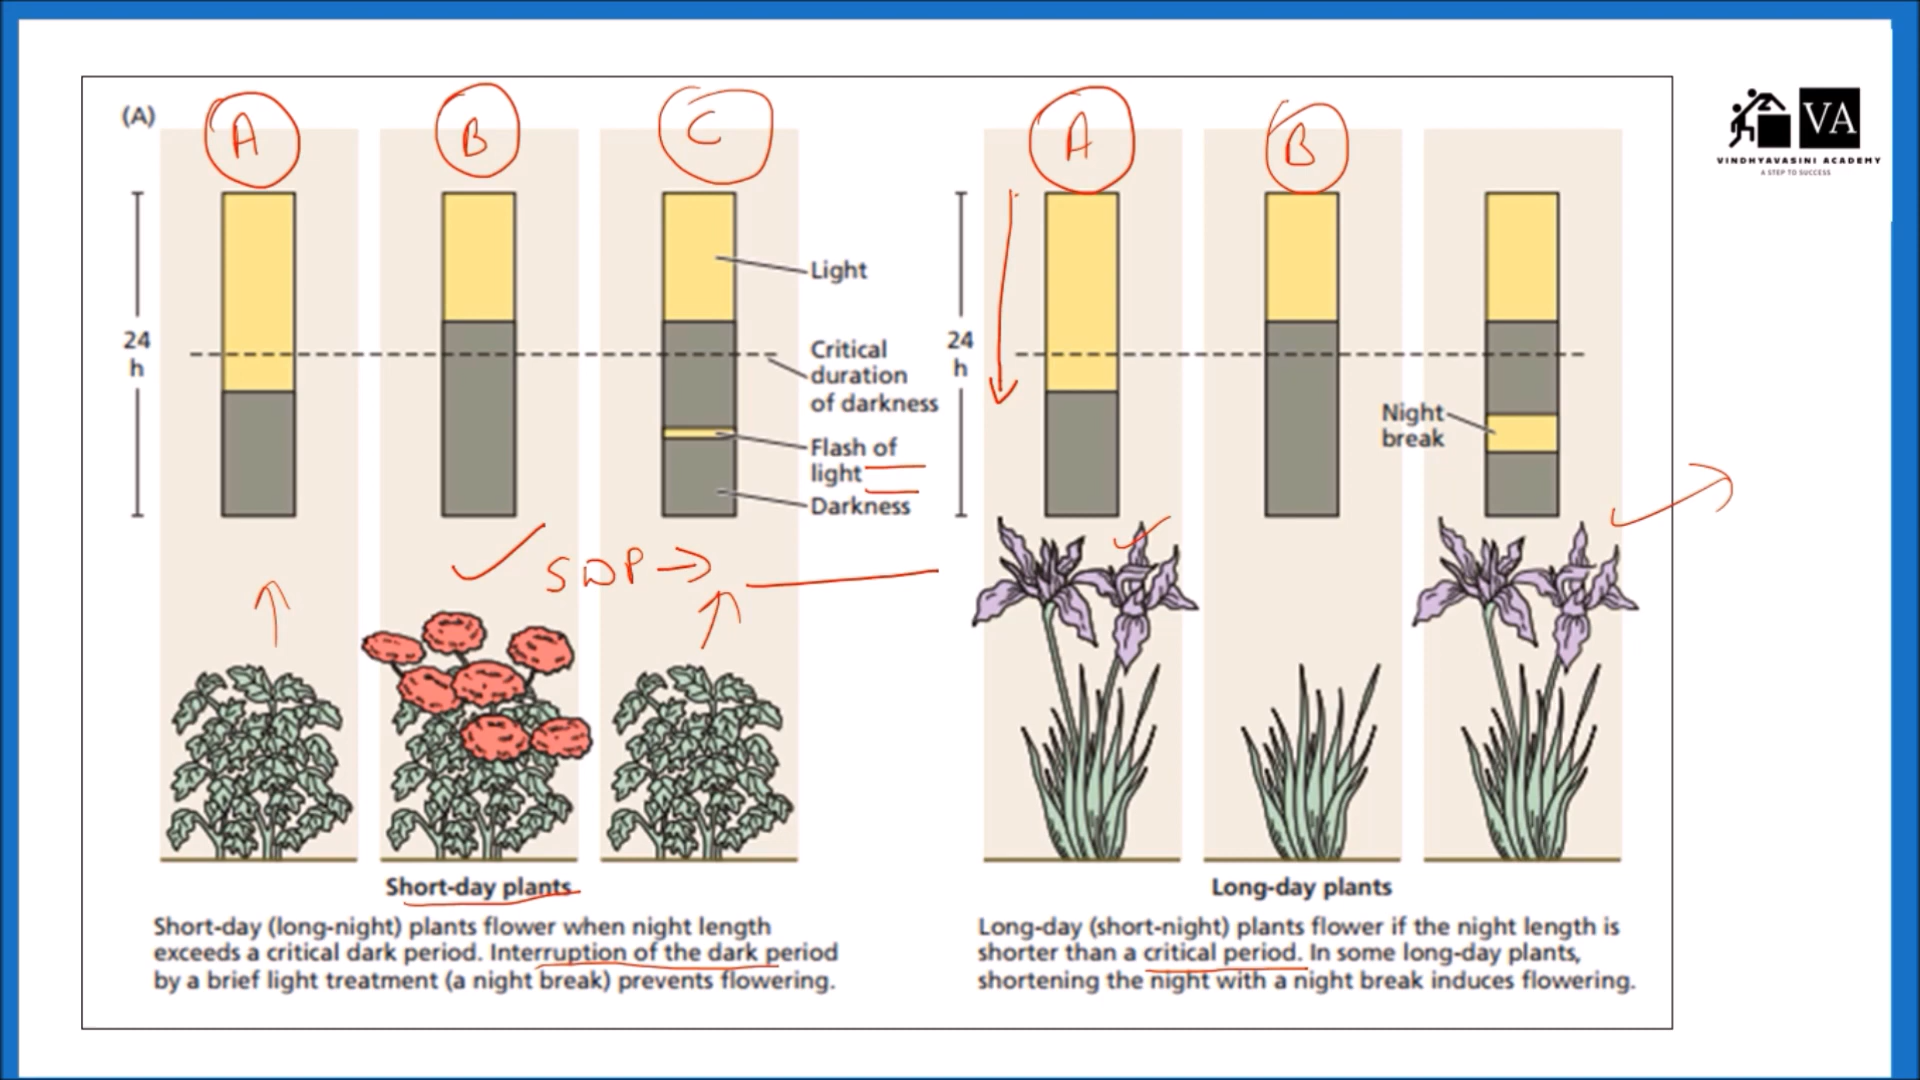 (A)
A
B
C
A
B
VA
VINDHYAVASINI ACADEMY
A STEP TO SUCCESS
24
h
Light
Critical
duration
of darkness
Flash of
light
Darkness
24
h
Night
break
SDP →
Short-day plants
Short-day (long-night) plants flower when night length
exceeds a critical dark period. Interruption of the dark period
by a brief light treatment (a night break) prevents flowering.
Long-day plants
Long-day (short-night) plants flower if the night length is
shorter than a critical period. In some long-day plants,
shortening the night with a night break induces flowering.